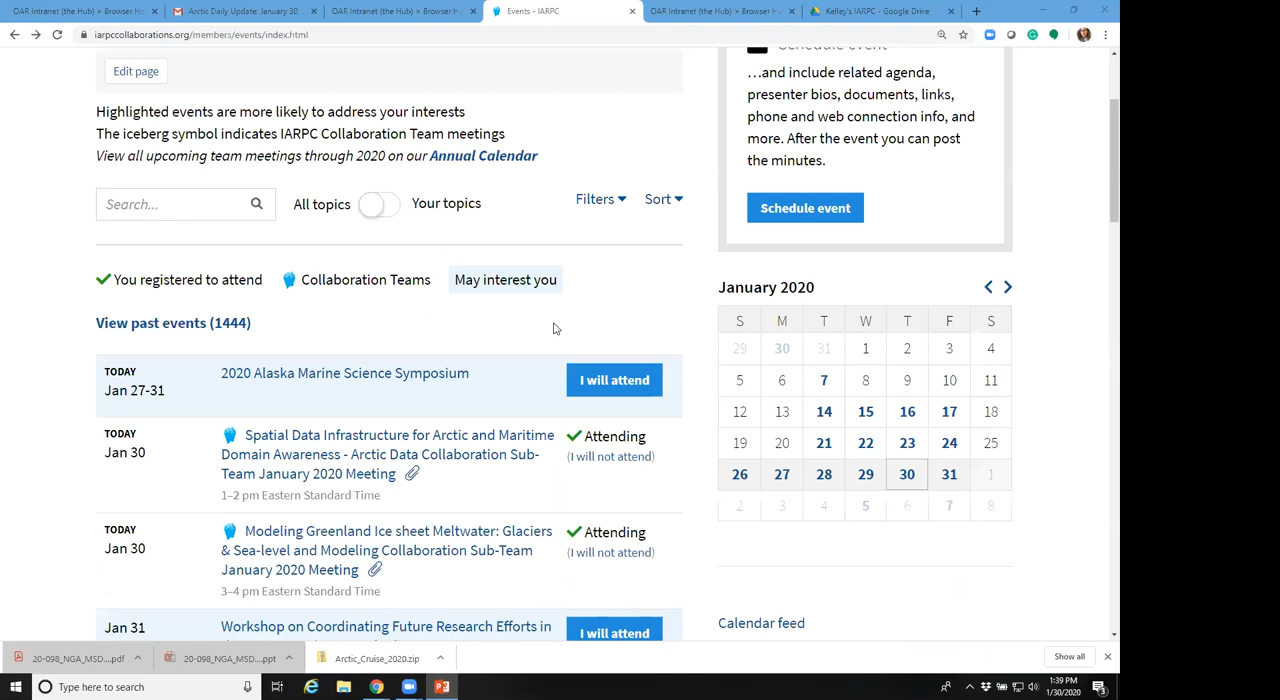 OAR Intranet (the Hub) > Browser Ho
Arctic Daily Update: January 30
OAR Intranet (the Hub) > Browser H
Events - IARPC
OAR Intranet (the Hub) > Browser H
Kelley's IARPC - Google Drive
iarpccollaborations.org/members/events/index.html
Edit page
Highlighted events are more likely to address your interests
The iceberg symbol indicates IARPC Collaboration Team meetings
View all upcoming team meetings through 2020 on our Annual Calendar
Search...
All topics
Your topics
Filters
Sort
You registered to attend
Collaboration Teams
May interest you
View past events (1444)
TODAY
Jan 27-31
2020 Alaska Marine Science Symposium
I will attend
TODAY
Jan 30
Spatial Data Infrastructure for Arctic and Maritime
Domain Awareness - Arctic Data Collaboration Sub-
Team January 2020 Meeting
1–2 pm Eastern Standard Time
Attending
(I will not attend)
TODAY
Jan 30
Modeling Greenland Ice sheet Meltwater: Glaciers
& Sea-level and Modeling Collaboration Sub-Team
January 2020 Meeting
3–4 pm Eastern Standard Time
Attending
(I will not attend)
Jan 31
Workshop on Coordinating Future Research Efforts in
I will attend
Schedule event
…and include related agenda,
presenter bios, documents, links,
phone and web connection info, and
more. After the event you can post
the minutes.
Schedule event
January 2020
S M T W T F S
29 30 31 1 2 3 4
5 6 7 8 9 10 11
12 13 14 15 16 17 18
19 20 21 22 23 24 25
26 27 28 29 30 31 1
2 3 4 5 6 7 8
Calendar feed
20-098_NGA_MSD....pdf
20-098_NGA_MSD....ppt
Arctic_Cruise_2020.zip
Show all
Type here to search
1:39 PM
1/30/2020